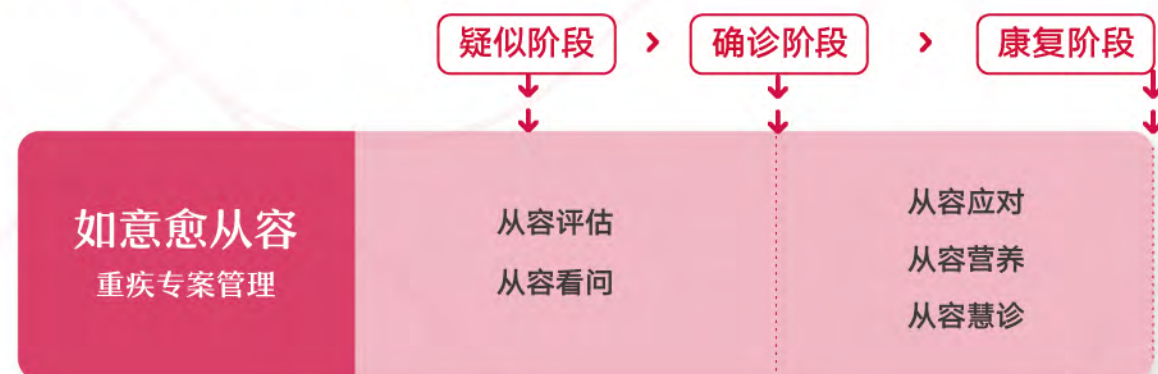 疑似阶段 > 确诊阶段 > 康复阶段
如意愈从容
重疾专案管理
从容评估
从容看问
从容应对
从容营养
从容慧诊